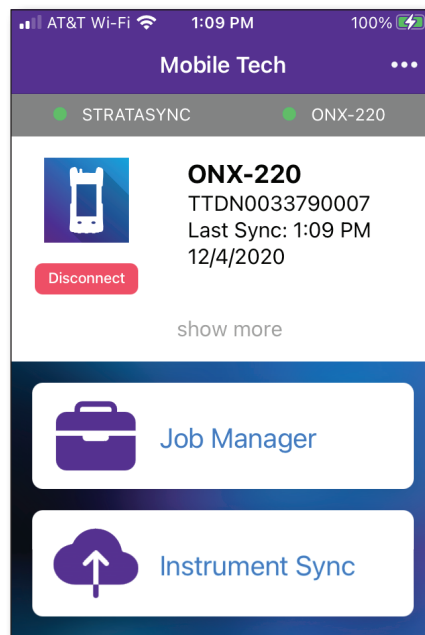 AT&T Wi-Fi 1:09 PM 100%
Mobile Tech
STRATASYNC ONX-220
ONX-220
TTDN0033790007
Last Sync: 1:09 PM
12/4/2020
Disconnect
show more
Job Manager
Instrument Sync